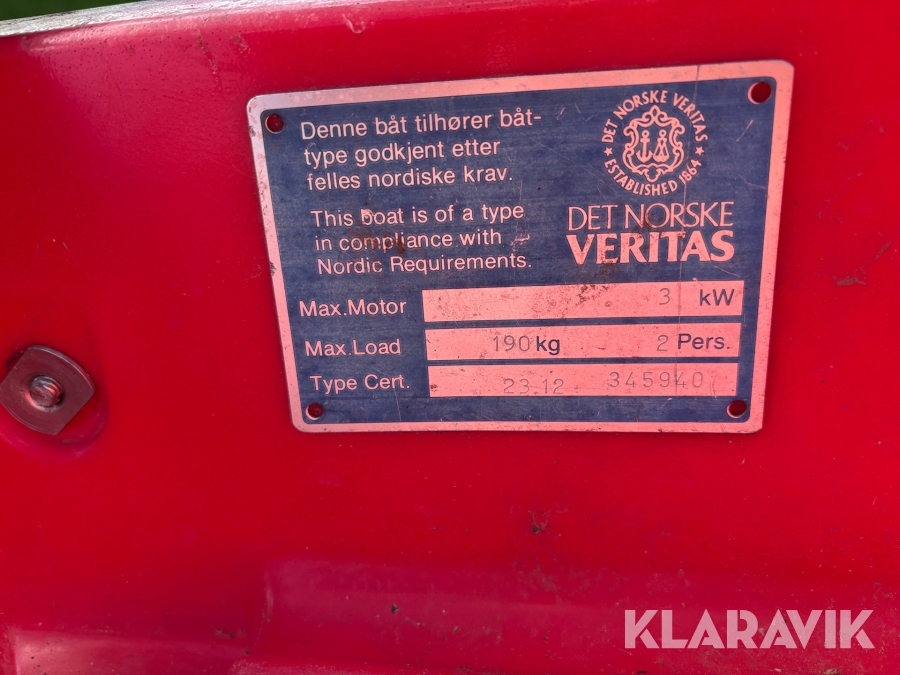 Denne båt tilhører båt-
type godkjent etter
felles nordiske krav.
This boat is of a type
in compliance with
Nordic Requirements.
★ DET NORSKE VERITAS ★
ESTABLISHED 1864
DET NORSKE
VERITAS
Max.Motor 3 kW
Max.Load 190 kg 2 Pers.
Type Cert. 23.12 345940
KLARAVIK